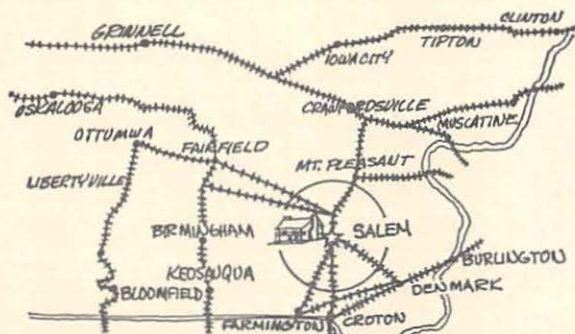 CLINTON
GRINNELL
TIPTON
IOWA CITY
OSKALOOSA
CRAWFORDSVILLE
MUSCATINE
OTTUMWA
FAIRFIELD
MT. PLEASANT
LIBERTYVILLE
BIRMINGHAM
SALEM
BURLINGTON
KEOSAUQUA
DENMARK
BLOOMFIELD
FARMINGTON
CROTON